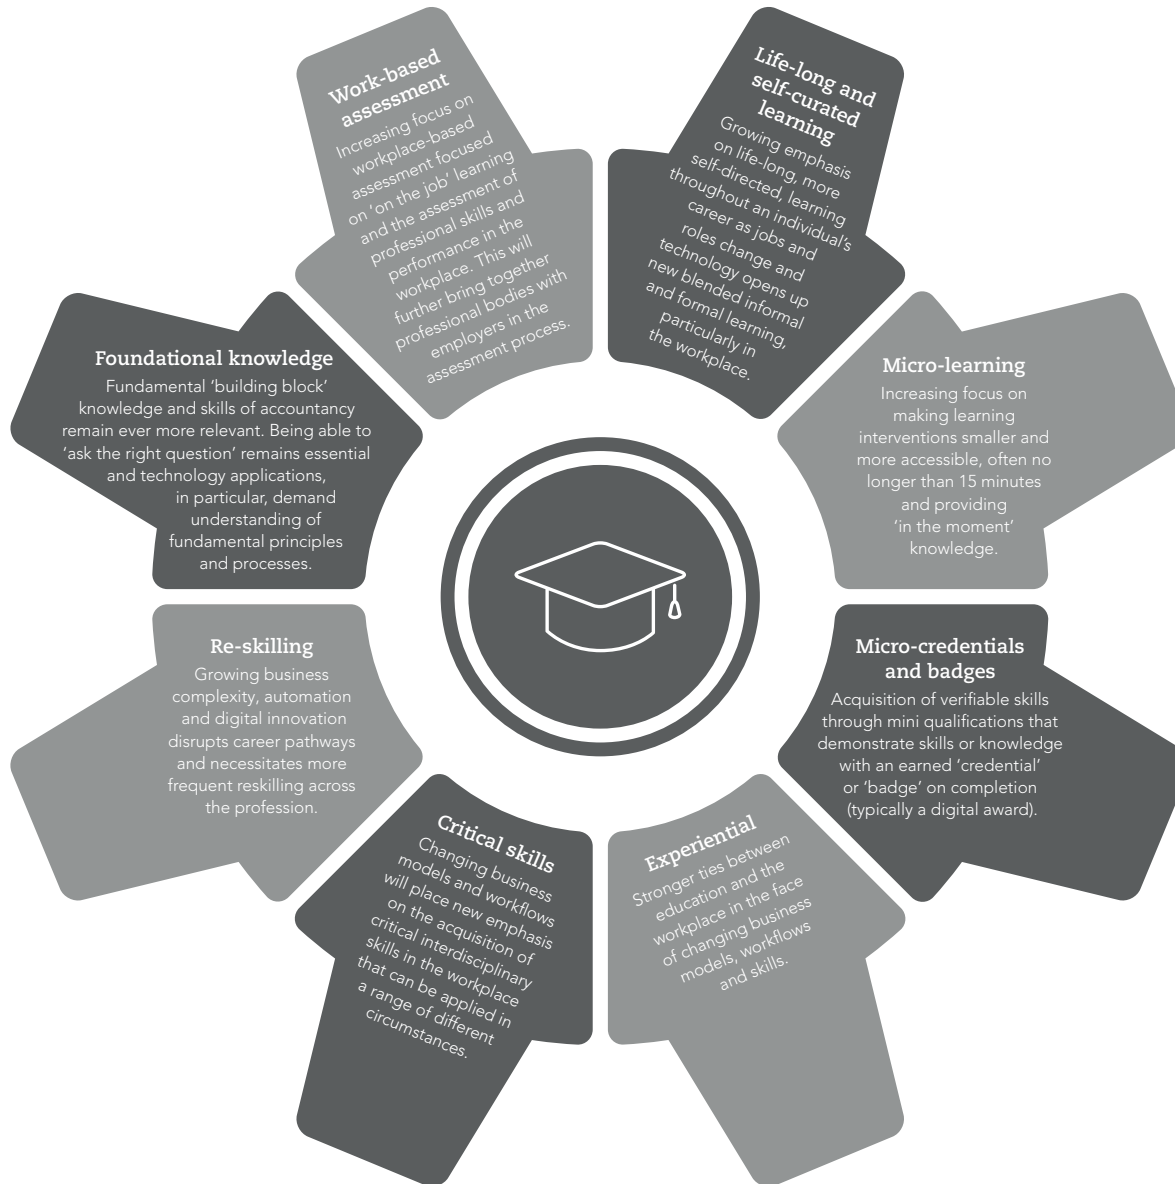 Work-based
assessment
Increasing focus on
workplace-based
assessment focused
on 'on the job' learning
and the assessment of
professional skills and
performance in the
workplace. This will
further bring together
professional bodies with
employers in the
assessment process.
Life-long and
self-curated
learning
Growing emphasis
on life-long, more
self-directed, learning
throughout an individual's
career as jobs and
roles change and
technology opens up
new blended informal
and formal learning,
particularly in
the workplace.
Micro-learning
Increasing focus on
making learning
interventions smaller and
more accessible, often no
longer than 15 minutes
and providing
'in the moment'
knowledge.
Micro-credentials
and badges
Acquisition of verifiable skills
through mini qualifications that
demonstrate skills or knowledge
with an earned 'credential'
or 'badge' on completion
(typically a digital award).
Experiential
Stronger ties between
education and the
workplace in the face
of changing business
models, workflows
and skills.
Critical skills
Changing business
models and workflows
will place new emphasis
on the acquisition of
critical interdisciplinary
skills in the workplace
that can be applied in
a range of different
circumstances.
Re-skilling
Growing business
complexity, automation
and digital innovation
disrupts career pathways
and necessitates more
frequent reskilling across
the profession.
Foundational knowledge
Fundamental 'building block'
knowledge and skills of accountancy
remain ever more relevant. Being able to
'ask the right question' remains essential
and technology applications,
in particular, demand
understanding of
fundamental principles
and processes.